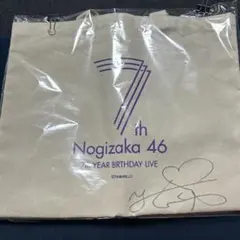 7th
Nogizaka 46
7th YEAR BIRTHDAY LIVE